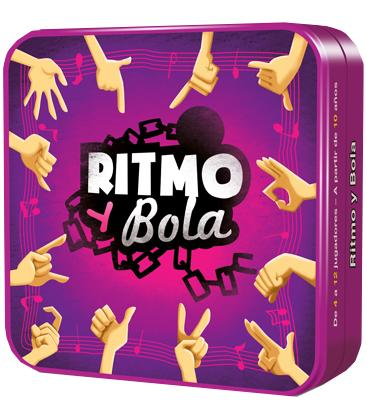 RITMO
Y Bola
De 4 a 12 jugadores – A partir de 10 años
Ritmo y Bola